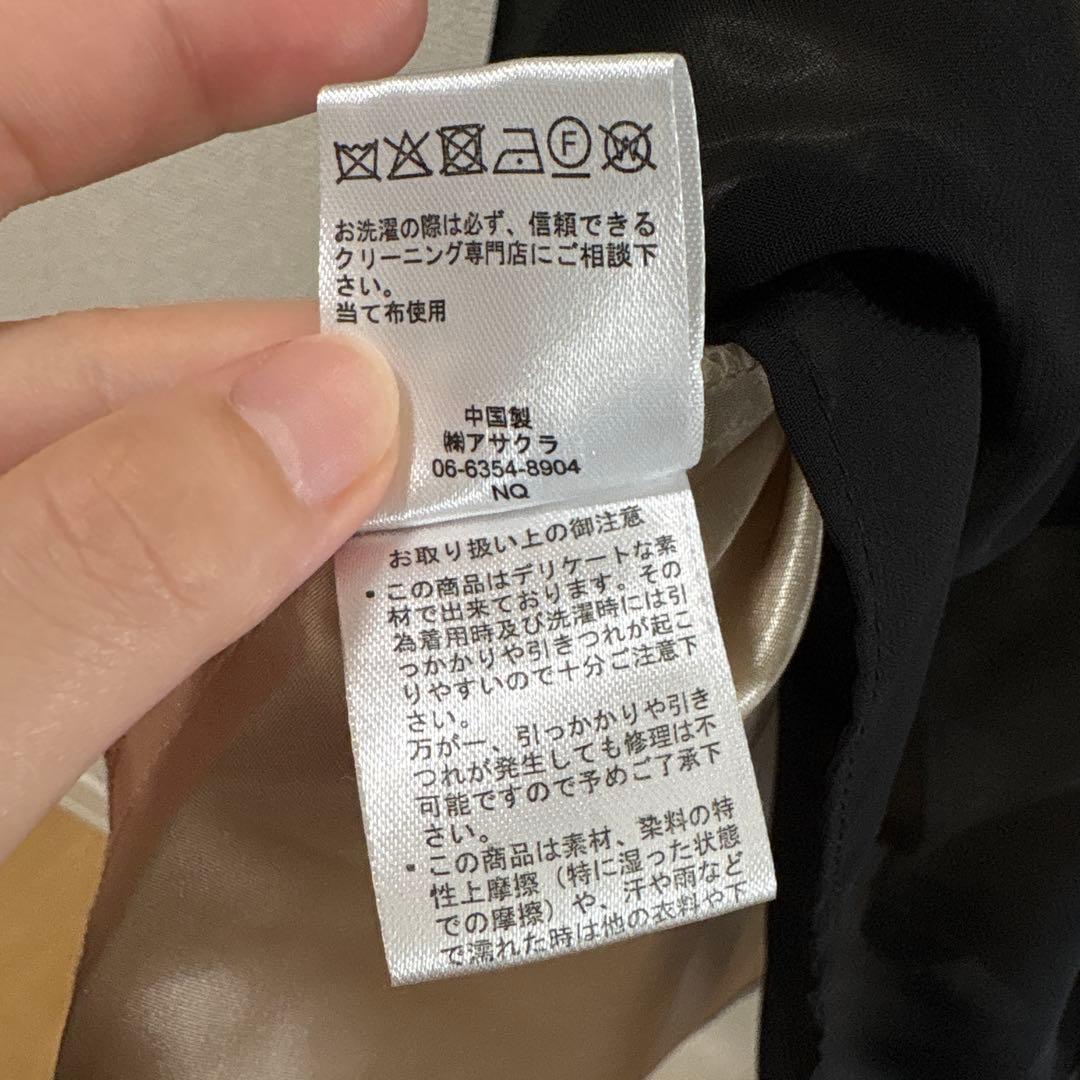 F
W
お洗濯の際は必ず、信頼できる
クリーニング専門店にご相談下
さい。
当て布使用
中国製
㈱アサクラ
06-6354-8904
NQ
お取り扱い上の御注意
・この商品はデリケートな素
材で出来ております。その
為着用時及び洗濯時には引
っかかりや引きつれが起こ
りやすいので十分ご注意下
さい。
万が一、引っかかりや引き
つれが発生しても修理は不
可能ですので予めご了承下
さい。
・この商品は素材、染料の特
性上摩擦（特に湿った状態
での摩擦）や、汗や雨など
で濡れた時は他の衣料や下